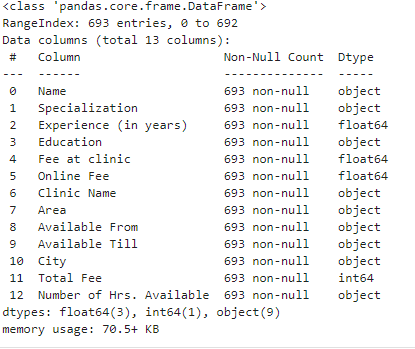 <class 'pandas.core.frame.DataFrame'>
RangeIndex: 693 entries, 0 to 692
Data columns (total 13 columns):
 #   Column                   Non-Null Count  Dtype
---  ------                   --------------  -----
 0   Name                     693 non-null    object
 1   Specialization           693 non-null    object
 2   Experience (in years)    693 non-null    float64
 3   Education                693 non-null    object
 4   Fee at clinic            693 non-null    float64
 5   Online Fee               693 non-null    float64
 6   Clinic Name              693 non-null    object
 7   Area                     693 non-null    object
 8   Available From           693 non-null    object
 9   Available Till           693 non-null    object
 10  City                     693 non-null    object
 11  Total Fee                693 non-null    int64
 12  Number of Hrs. Available 693 non-null    object
dtypes: float64(3), int64(1), object(9)
memory usage: 70.5+ KB